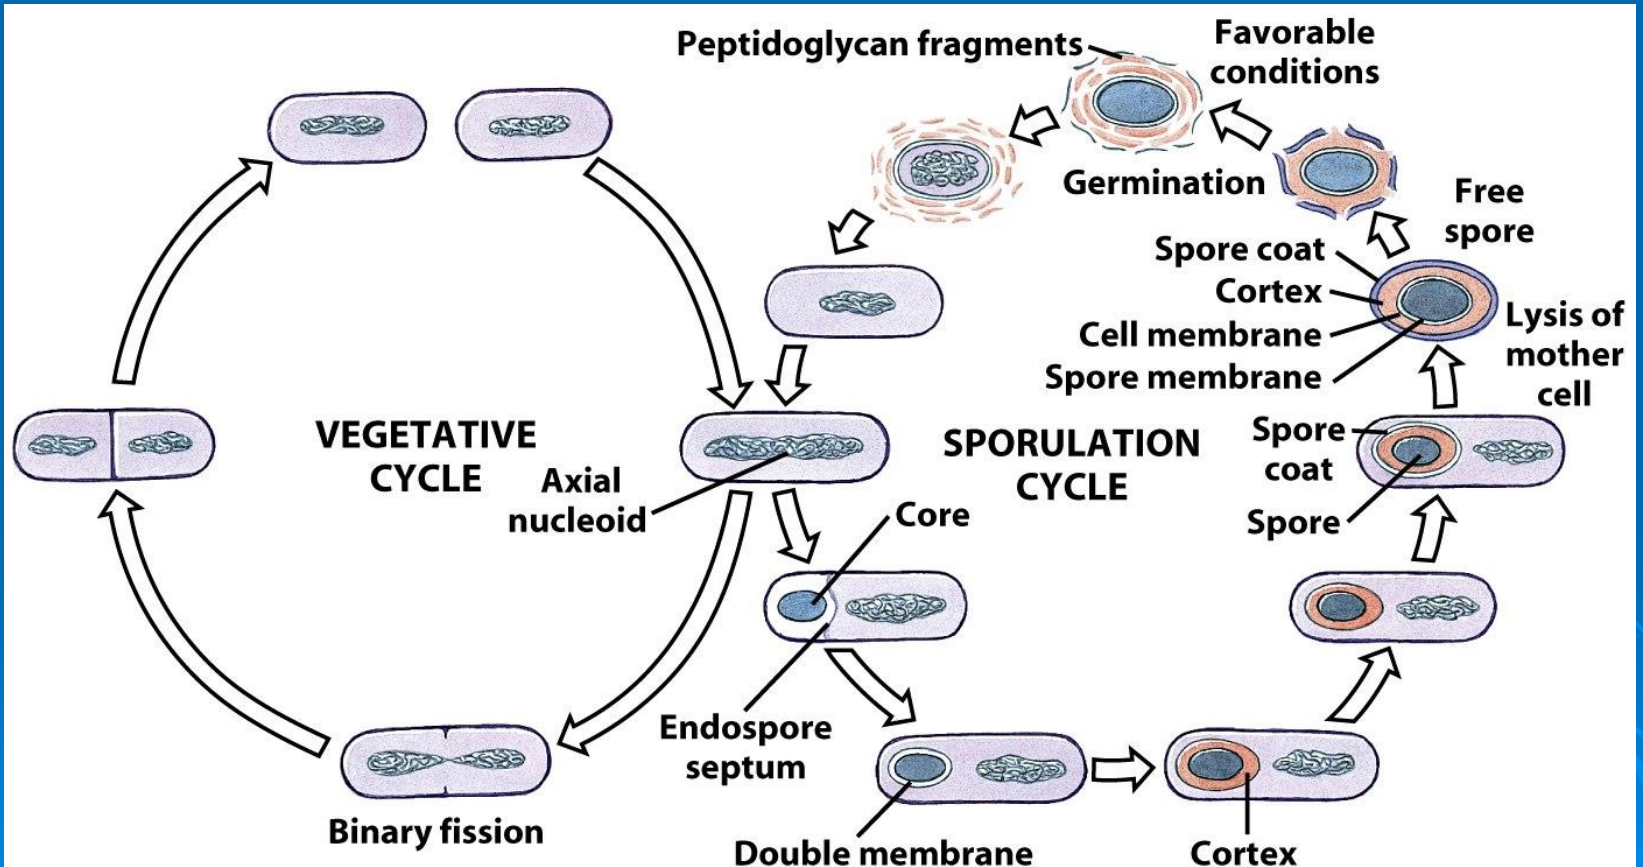 Peptidoglycan fragments
Favorable
conditions
Germination
Free
spore
Spore coat
Cortex
Cell membrane
Spore membrane
Lysis of
mother
cell
VEGETATIVE
CYCLE
Axial
nucleoid
SPORULATION
CYCLE
Spore
coat
Spore
Core
Endospore
septum
Binary fission
Double membrane
Cortex